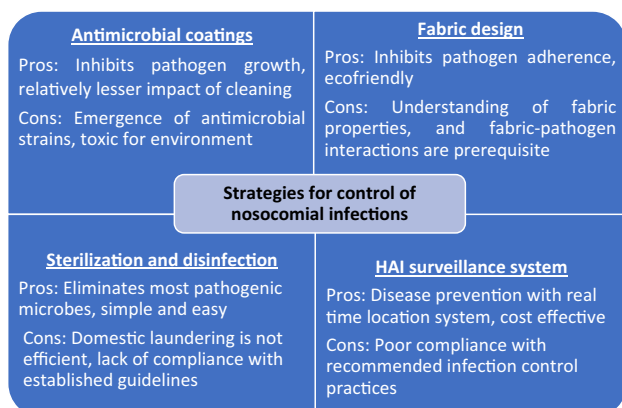 Antimicrobial coatings
Pros: Inhibits pathogen growth,
relatively lesser impact of cleaning
Cons: Emergence of antimicrobial
strains, toxic for environment
Fabric design
Pros: Inhibits pathogen adherence,
ecofriendly
Cons: Understanding of fabric
properties, and fabric-pathogen
interactions are prerequisite
Strategies for control of
nosocomial infections
Sterilization and disinfection
Pros: Eliminates most pathogenic
microbes, simple and easy
Cons: Domestic laundering is not
efficient, lack of compliance with
established guidelines
HAI surveillance system
Pros: Disease prevention with real
time location system, cost effective
Cons: Poor compliance with
recommended infection control
practices